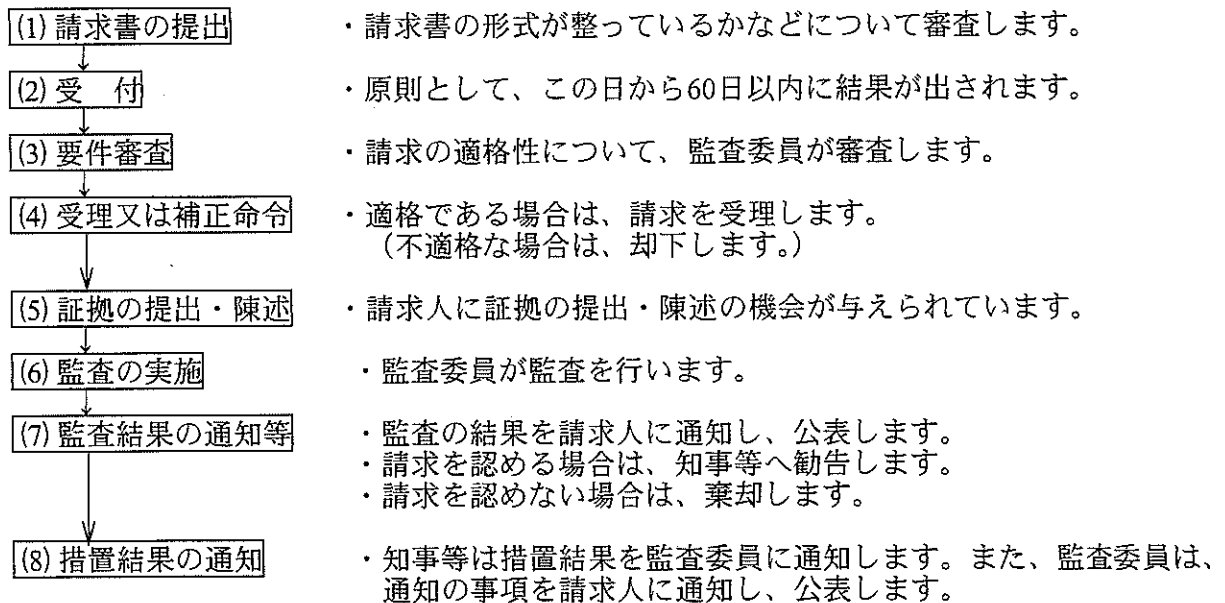 (1) 請求書の提出 ・請求書の形式が整っているかなどについて審査します。
(2) 受　付 ・原則として、この日から60日以内に結果が出されます。
(3) 要件審査 ・請求の適格性について、監査委員が審査します。
(4) 受理又は補正命令 ・適格である場合は、請求を受理します。
（不適格な場合は、却下します。）
(5) 証拠の提出・陳述 ・請求人に証拠の提出・陳述の機会が与えられています。
(6) 監査の実施 ・監査委員が監査を行います。
(7) 監査結果の通知等 ・監査の結果を請求人に通知し、公表します。
・請求を認める場合は、知事等へ勧告します。
・請求を認めない場合は、棄却します。
(8) 措置結果の通知 ・知事等は措置結果を監査委員に通知します。また、監査委員は、
通知の事項を請求人に通知し、公表します。